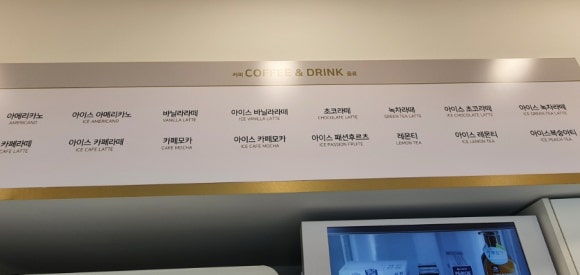 커피 COFFEE & DRINK 음료
아메리카노 아이스 아메리카노 바닐라라떼 아이스 바닐라라떼 초코라떼 녹차라떼 아이스 초코라떼 아이스 녹차라떼
AMERICANO ICE AMERICANO VANILLA LATTE ICE VANILLA LATTE CHOCOLATE LATTE GREEN TEA LATTE ICE CHOCOLATE LATTE ICE GREEN TEA LATTE
카페라떼 아이스 카페라떼 카페모카 아이스 카페모카 아이스 패션후르츠 레몬티 아이스 레몬티 아이스복숭아티
CAFE LATTE ICE CAFE LATTE CAFE MOCHA ICE CAFE MOCHA ICE PASSION FRUITS LEMON TEA ICE LEMON TEA ICE PEACH TEA